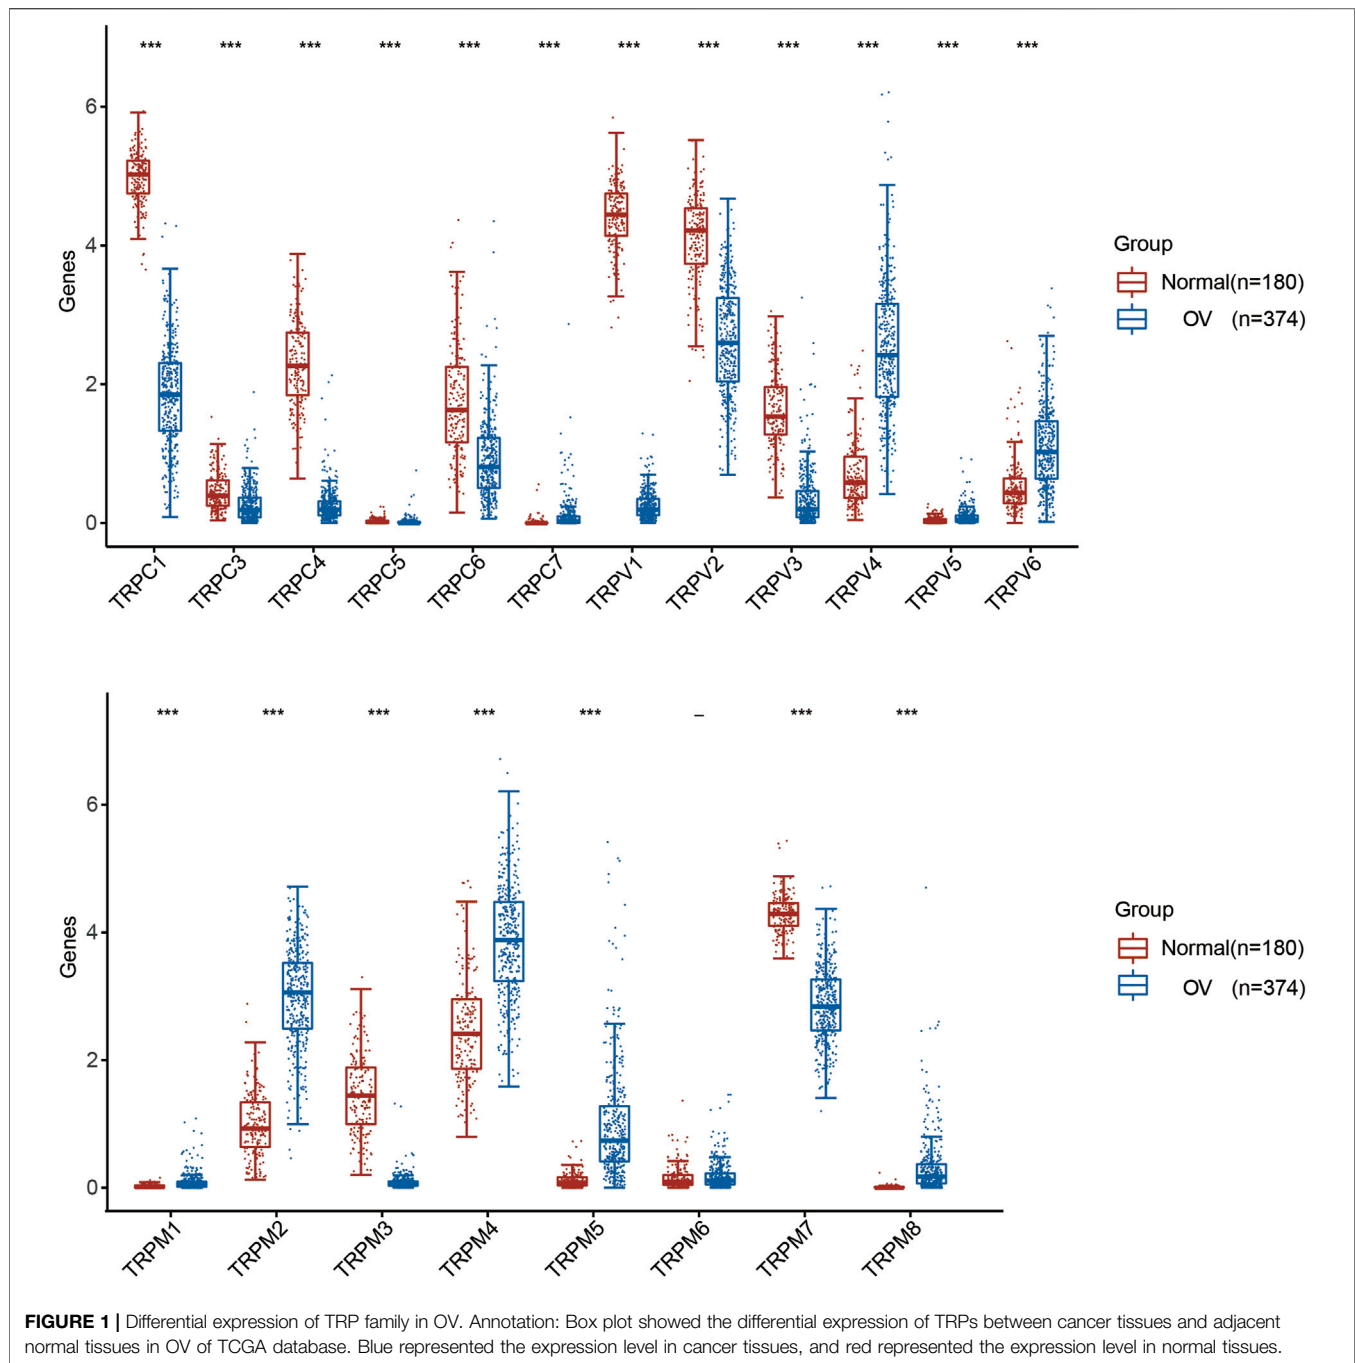 *** *** *** *** *** *** *** *** *** *** *** ***
6
4
2
0
Genes
TRPC1 TRPC3 TRPC4 TRPC5 TRPC6 TRPC7 TRPV1 TRPV2 TRPV3 TRPV4 TRPV5 TRPV6
Group
Normal(n=180)
OV (n=374)
*** *** *** *** *** – *** ***
6
4
2
0
Genes
TRPM1 TRPM2 TRPM3 TRPM4 TRPM5 TRPM6 TRPM7 TRPM8
Group
Normal(n=180)
OV (n=374)
FIGURE 1 | Differential expression of TRP family in OV. Annotation: Box plot showed the differential expression of TRPs between cancer tissues and adjacent
normal tissues in OV of TCGA database. Blue represented the expression level in cancer tissues, and red represented the expression level in normal tissues.